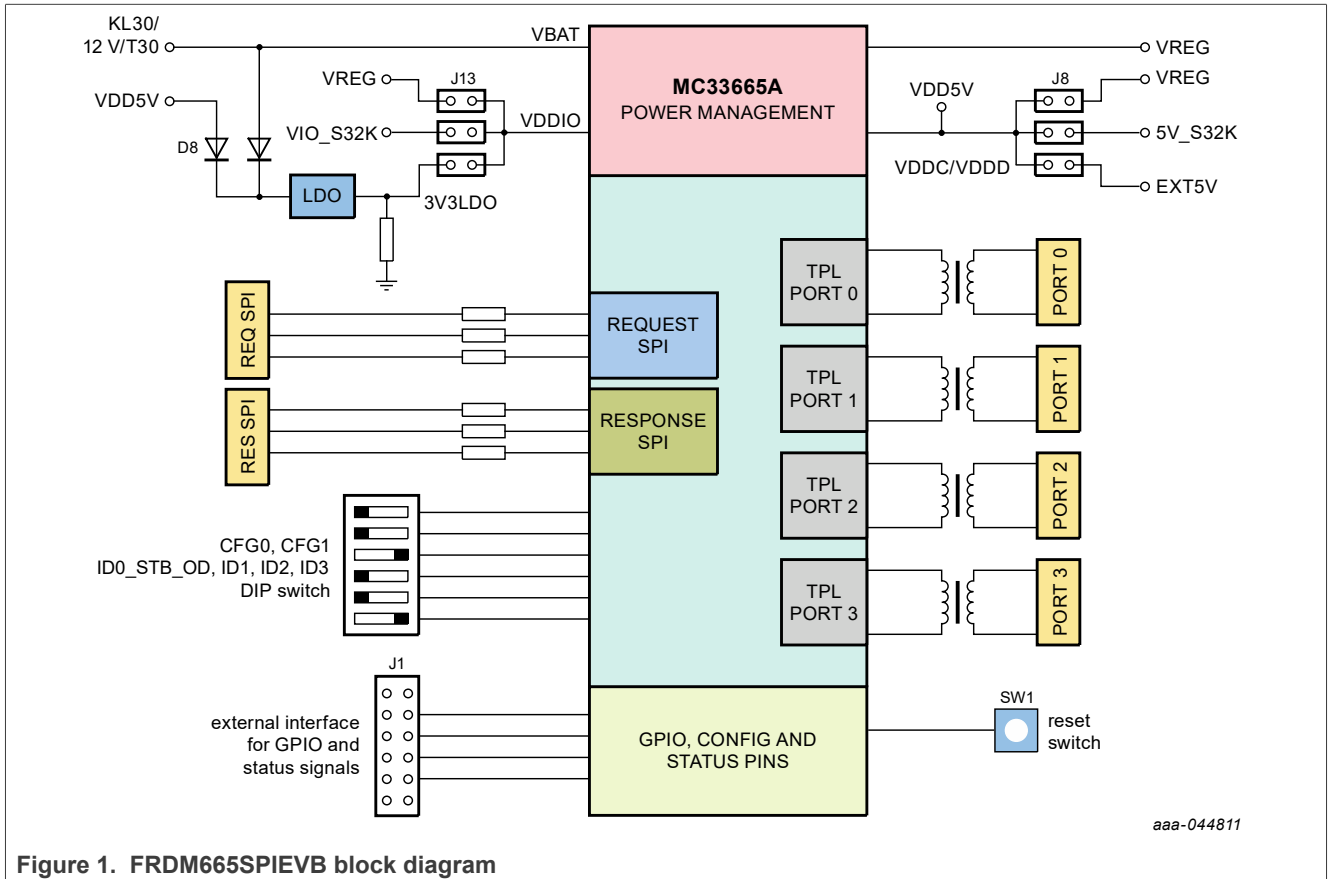 KL30/
12 V/T30
VBAT
VREG
J13
VDD5V
VIO_S32K
VDDIO
D8
LDO
3V3LDO
MC33665A
POWER MANAGEMENT
VREG
VDD5V
J8
VREG
5V_S32K
VDDC/VDDD
EXT5V
REQ SPI
REQUEST
SPI
RES SPI
RESPONSE
SPI
TPL
PORT 0
PORT 0
TPL
PORT 1
PORT 1
TPL
PORT 2
PORT 2
TPL
PORT 3
PORT 3
CFG0, CFG1
ID0_STB_OD, ID1, ID2, ID3
DIP switch
J1
external interface
for GPIO and
status signals
GPIO, CONFIG AND
STATUS PINS
SW1
reset
switch
aaa-044811
Figure 1. FRDM665SPIEVB block diagram